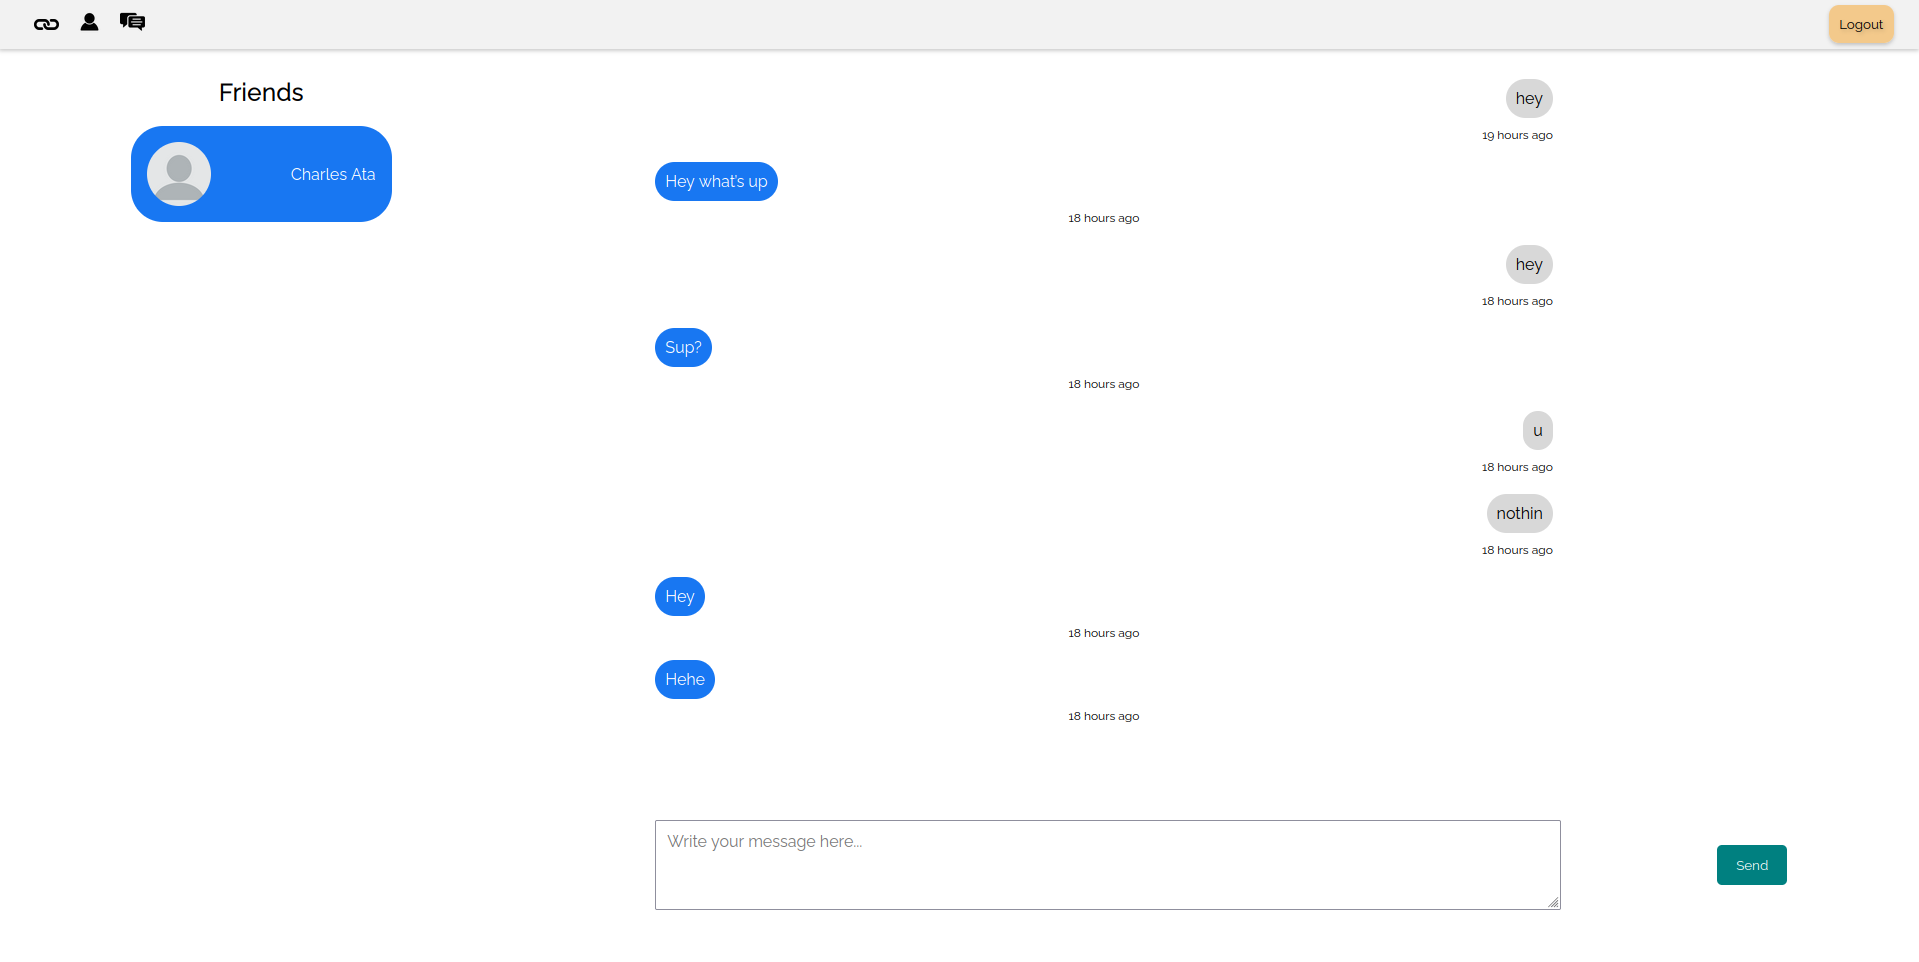 Logout
Friends
Charles Ata
hey
19 hours ago
Hey what's up
18 hours ago
hey
18 hours ago
Sup?
18 hours ago
u
18 hours ago
nothin
18 hours ago
Hey
18 hours ago
Hehe
18 hours ago
Write your message here...
Send